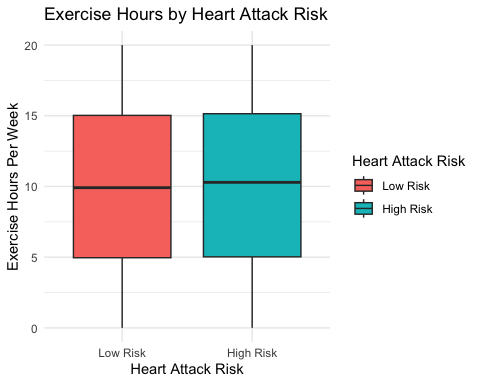 Exercise Hours by Heart Attack Risk
Exercise Hours Per Week
20
15
10
5
0
Low Risk
High Risk
Heart Attack Risk
Heart Attack Risk
Low Risk
High Risk